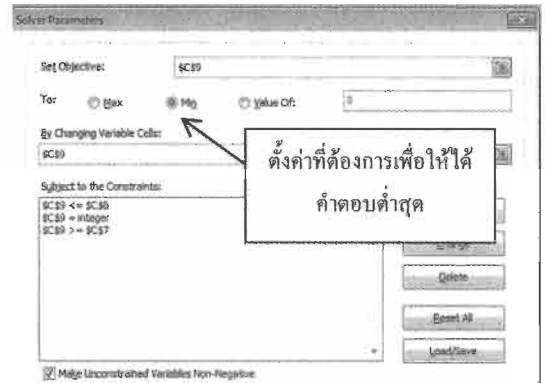 Solver Parameters
Set Objective: $C$9
To: Max Min Value Of: 0
By Changing Variable Cells:
$C$9
ตั้งค่าที่ต้องการเพื่อให้ได้
คำตอบต่ำสุด
Subject to the Constraints:
$C$9 <= $C$6
$C$9 = integer
$C$9 >= $C$7
Change
Delete
Reset All
Load/Save
Make Unconstrained Variables Non-Negative